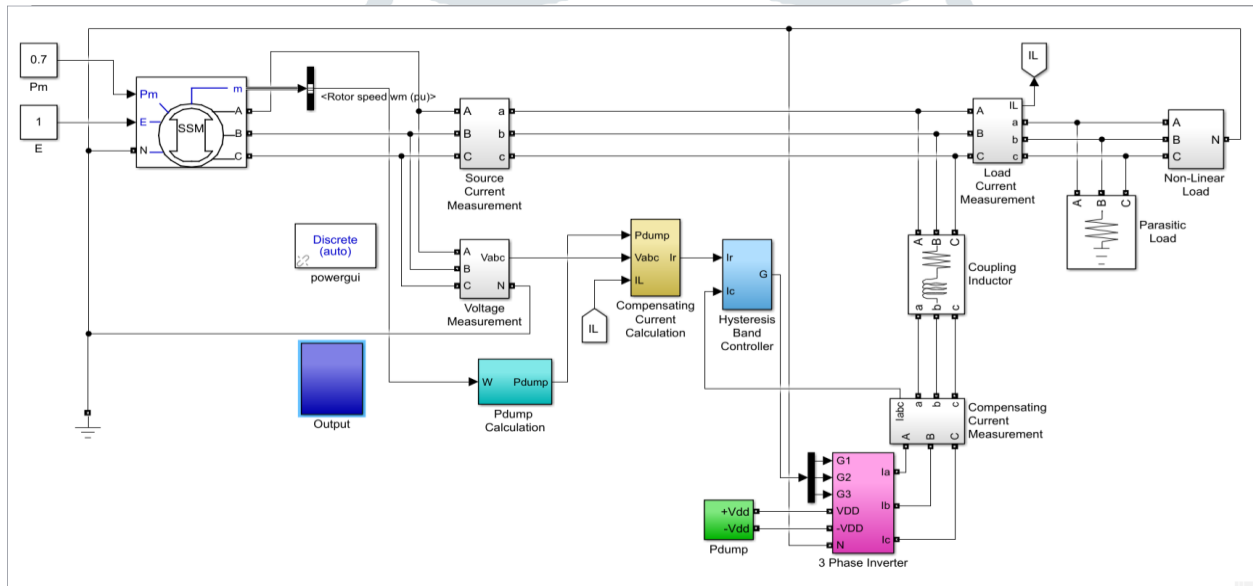 0.7
Pm
1
E
Pm
E
N
SSM
m
A
B
C
<Rotor speed wm (pu)>
A
B
C
a
b
c
Source
Current
Measurement
IL
A
B
C
IL
a
b
c
Load
Current
Measurement
A
B
C
N
Non-Linear
Load
A
B
C
Parasitic
Load
Discrete
(auto)
powergui
A
B
C
Vabc
N
Voltage
Measurement
Pdump
Vabc
IL
Ir
Compensating
Current
Calculation
IL
Ir
Ic
G
Hysteresis
Band
Controller
A
B
C
a
b
c
Coupling
Inductor
Output
W
Pdump
Pdump
Calculation
Iabc
a
b
c
A
B
C
Compensating
Current
Measurement
+Vdd
-Vdd
Pdump
G1
G2
G3
VDD
-VDD
N
Ia
Ib
Ic
3 Phase Inverter